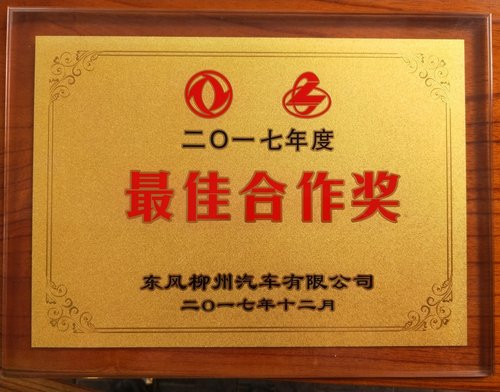 二〇一七年度
最佳合作奖
东风柳州汽车有限公司
二〇一七年十二月